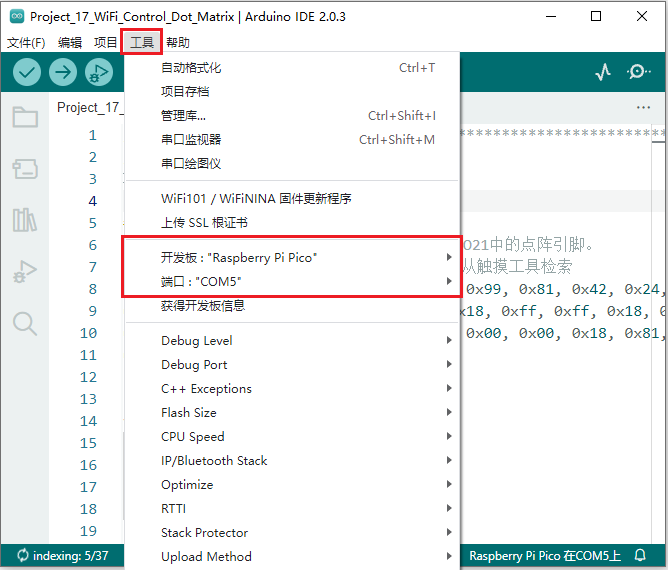 Project_17_WiFi_Control_Dot_Matrix | Arduino IDE 2.0.3
文件(F) 编辑 项目 工具 帮助
自动格式化 Ctrl+T
项目存档
管理库... Ctrl+Shift+I
串口监视器 Ctrl+Shift+M
串口绘图仪
WiFi101 / WiFiNINA 固件更新程序
上传 SSL 根证书
开发板 : "Raspberry Pi Pico"
端口 : "COM5"
获得开发板信息
Debug Level
Debug Port
C++ Exceptions
Flash Size
CPU Speed
IP/Bluetooth Stack
Optimize
RTTI
Stack Protector
Upload Method
Project_17_
...
1 ****************************
2
3
4
5
6 021中的点阵引脚。
7 从触摸工具检索
8 0x99, 0x81, 0x42, 0x24,
9 x18, 0xff, 0xff, 0x18, 0
10 0x00, 0x00, 0x18, 0x81,
11
12
13
14
15
16
17
18
19
indexing: 5/37 Raspberry Pi Pico 在COM5上